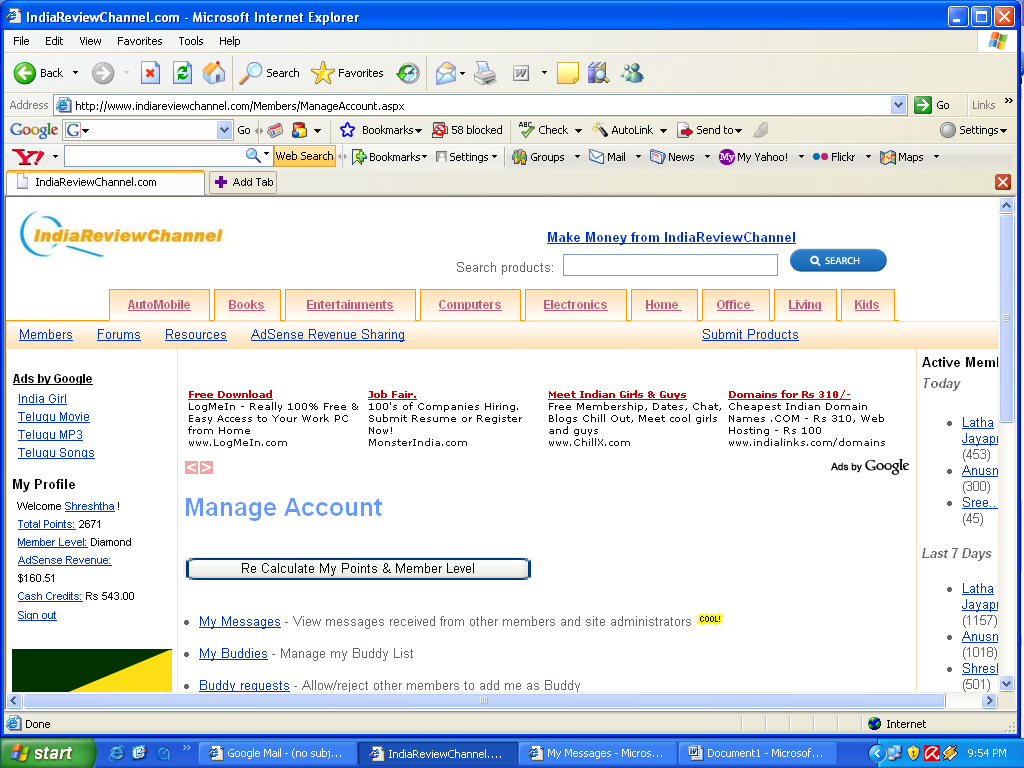 IndiaReviewChannel.com - Microsoft Internet Explorer
File Edit View Favorites Tools Help
Back Search Favorites
Address http://www.indiareviewchannel.com/Members/ManageAccount.aspx Go Links »
Google G Go Bookmarks 58 blocked ABC Check AutoLink Send to Settings
Y! Web Search Bookmarks Settings Groups Mail News My My Yahoo! Flickr Maps
IndiaReviewChannel.com Add Tab
IndiaReviewChannel
Make Money from IndiaReviewChannel
Search products: SEARCH
AutoMobile Books Entertainments Computers Electronics Home Office Living Kids
Members Forums Resources AdSense Revenue Sharing Submit Products
Ads by Google
India Girl
Telugu Movie
Telugu MP3
Telugu Songs
My Profile
Welcome Shreshtha !
Total Points: 2671
Member Level: Diamond
AdSense Revenue:
$160.51
Cash Credits: Rs 543.00
Sign out
Free Download
LogMeIn - Really 100% Free &
Easy Access to Your Work PC
from Home
www.LogMeIn.com
Job Fair.
100's of Companies Hiring.
Submit Resume or Register
Now!
MonsterIndia.com
Meet Indian Girls & Guys
Free Membership, Dates, Chat,
Blogs Chill Out, Meet cool girls
and guys
www.ChillX.com
Domains for Rs 310/-
Cheapest Indian Domain
Names .COM - Rs 310, Web
Hosting - Rs 100
www.indialinks.com/domains
< > Ads by Google
Manage Account
Re Calculate My Points & Member Level
• My Messages - View messages received from other members and site administrators COOL!
• My Buddies - Manage my Buddy List
• Buddy requests - Allow/reject other members to add me as Buddy
Active Meml
Today
• Latha
Jayapr
(453)
• Anusn
(300)
• Sree..
(45)
Last 7 Days
• Latha
Jayapr
(1157)
• Anusn
(1018)
• Shresl
(501)
Done Internet
start » Google Mail - (no subj... IndiaReviewChannel.... My Messages - Micros... Document1 - Microsof... 9:54 PM